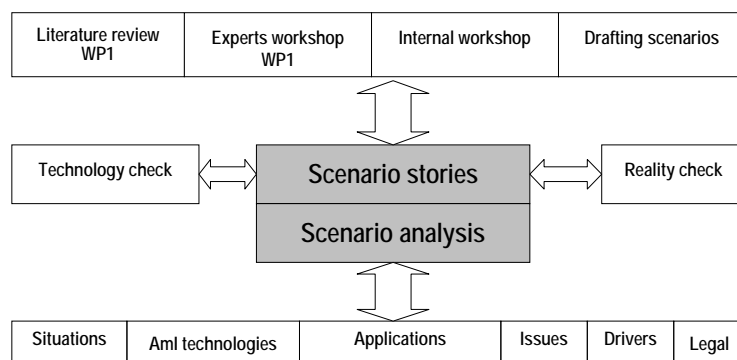 Literature review
WP1
Experts workshop
WP1
Internal workshop
Drafting scenarios
Technology check
Scenario stories
Reality check
Scenario analysis
Situations
AmI technologies
Applications
Issues
Drivers
Legal